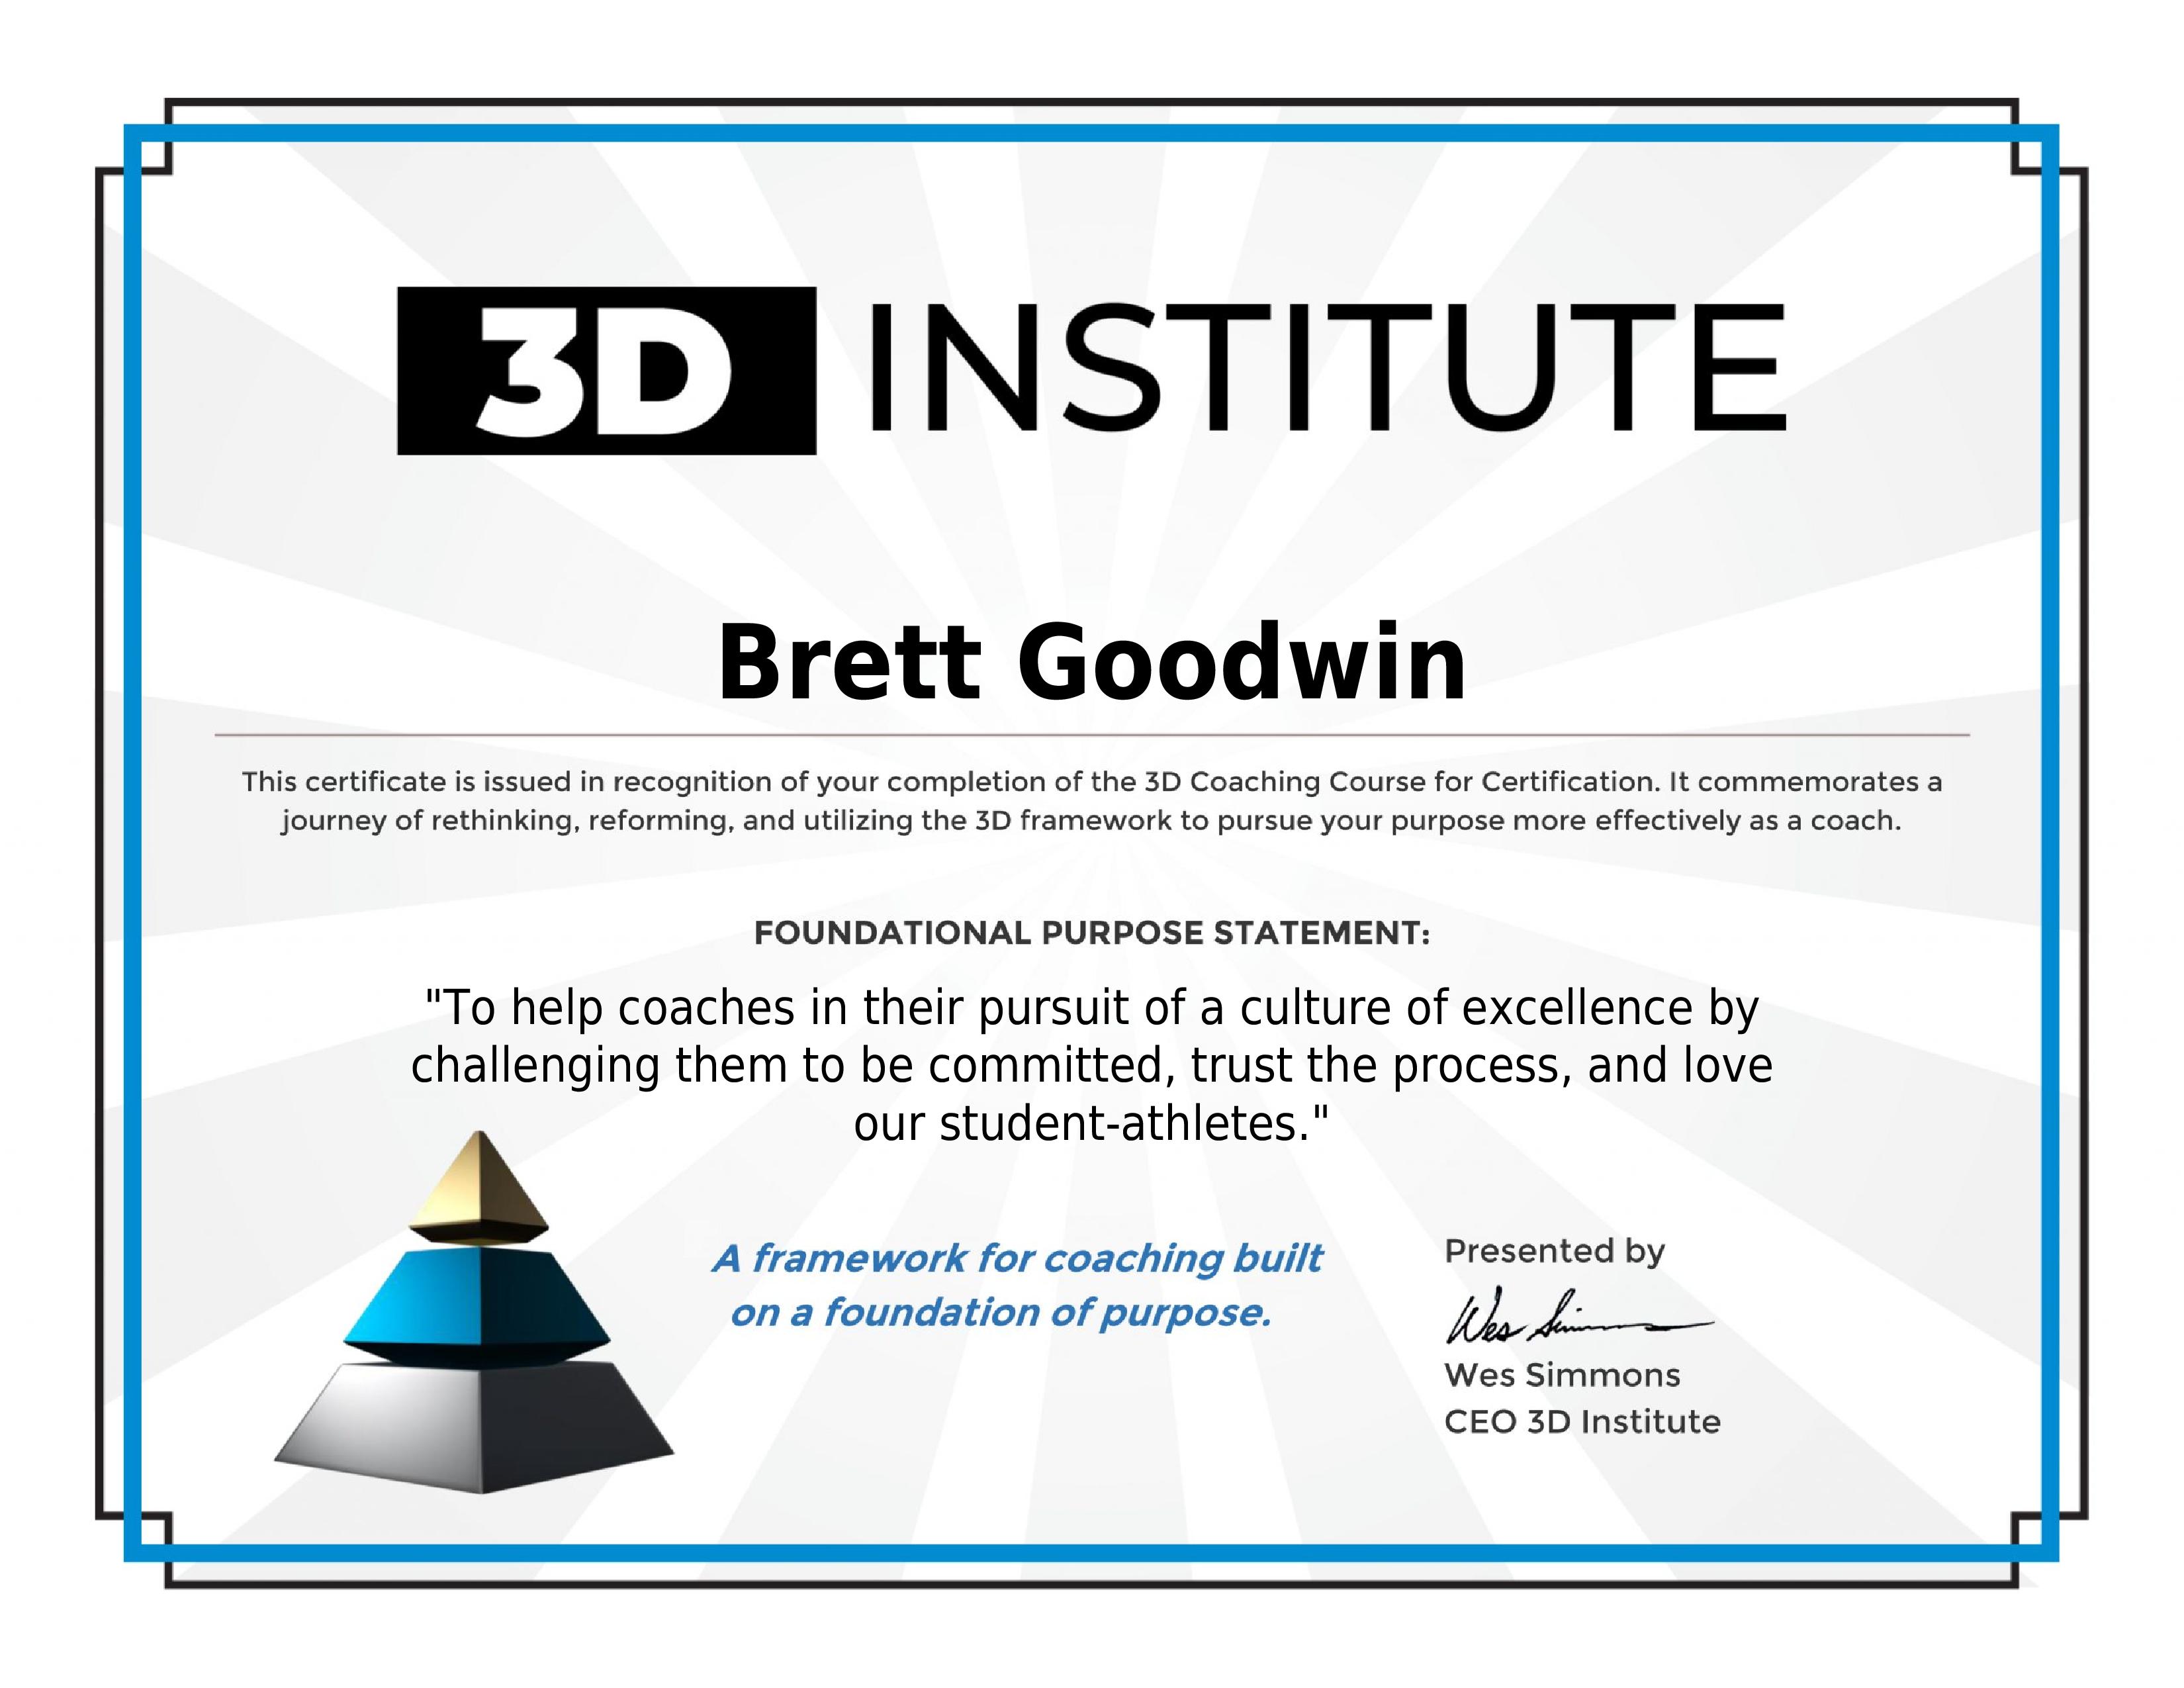 3D INSTITUTE
Brett Goodwin
This certificate is issued in recognition of your completion of the 3D Coaching Course for Certification. It commemorates a
journey of rethinking, reforming, and utilizing the 3D framework to pursue your purpose more effectively as a coach.
FOUNDATIONAL PURPOSE STATEMENT:
"To help coaches in their pursuit of a culture of excellence by
challenging them to be committed, trust the process, and love
our student-athletes."
A framework for coaching built
on a foundation of purpose.
Presented by
Wes Simmons
Wes Simmons
CEO 3D Institute